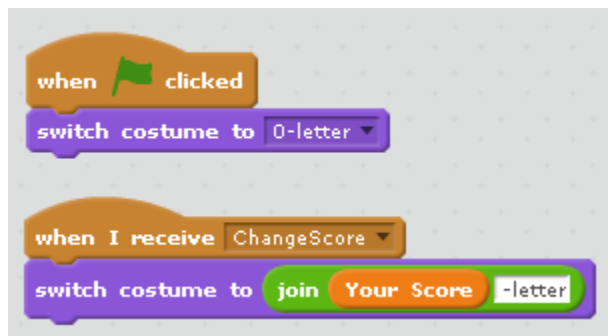 when clicked
switch costume to 0-letter
when I receive ChangeScore
switch costume to join Your Score -letter